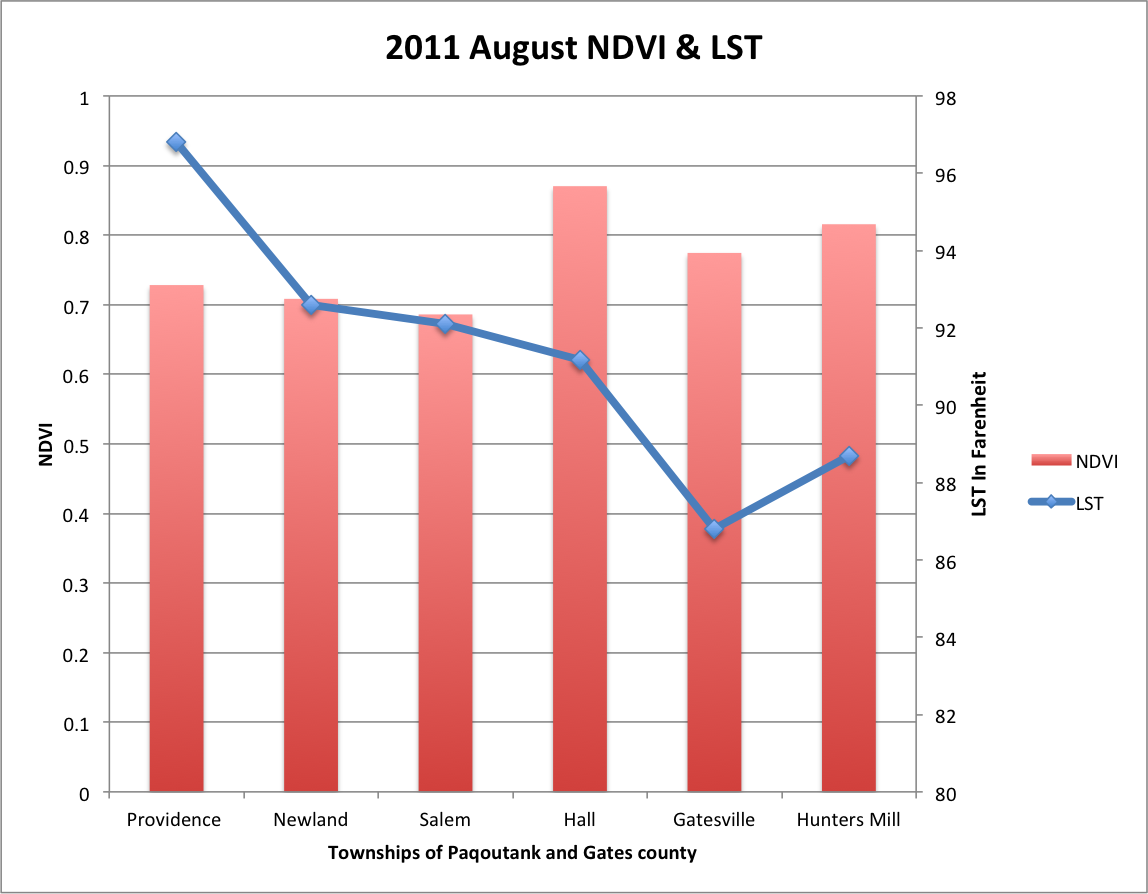 2011 August NDVI & LST
1
0.9
0.8
0.7
0.6
0.5
0.4
0.3
0.2
0.1
0
NDVI
98
96
94
92
90
88
86
84
82
80
LST In Farenheit
NDVI
LST
Providence
Newland
Salem
Hall
Gatesville
Hunters Mill
Townships of Paqoutank and Gates county